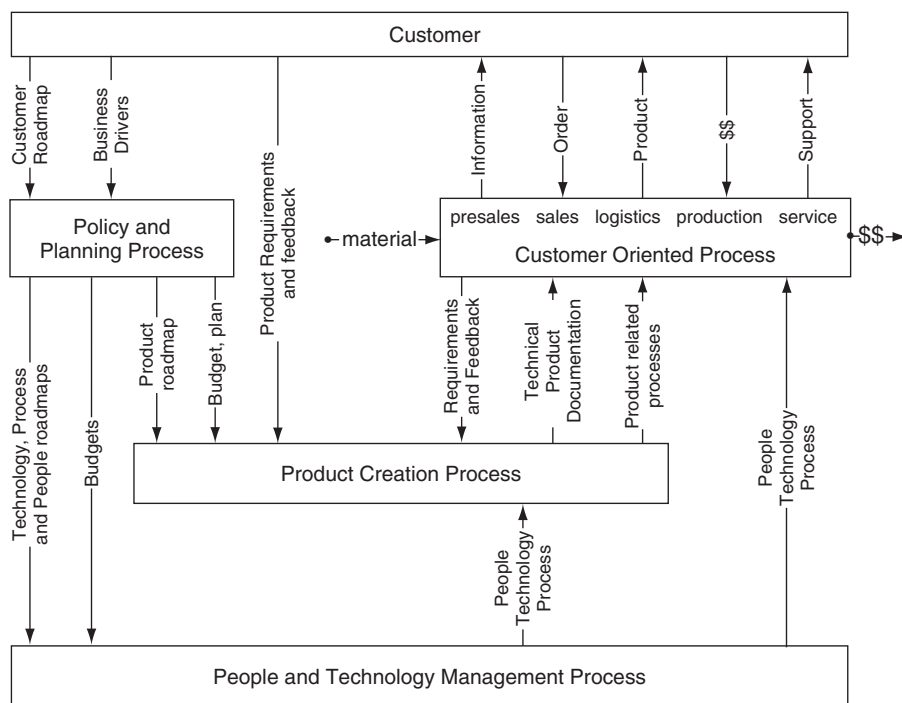 Customer
Customer
Roadmap
Business
Drivers
Product Requirements
and feedback
Information
Order
Product
$$
Support
Policy and
Planning Process
material
presales sales logistics production service
Customer Oriented Process
$$
Technology, Process
and People roadmaps
Budgets
Product
roadmap
Budget, plan
Requirements
and Feedback
Technical
Product
Documentation
Product related
processes
People
Technology
Process
Product Creation Process
People
Technology
Process
People and Technology Management Process